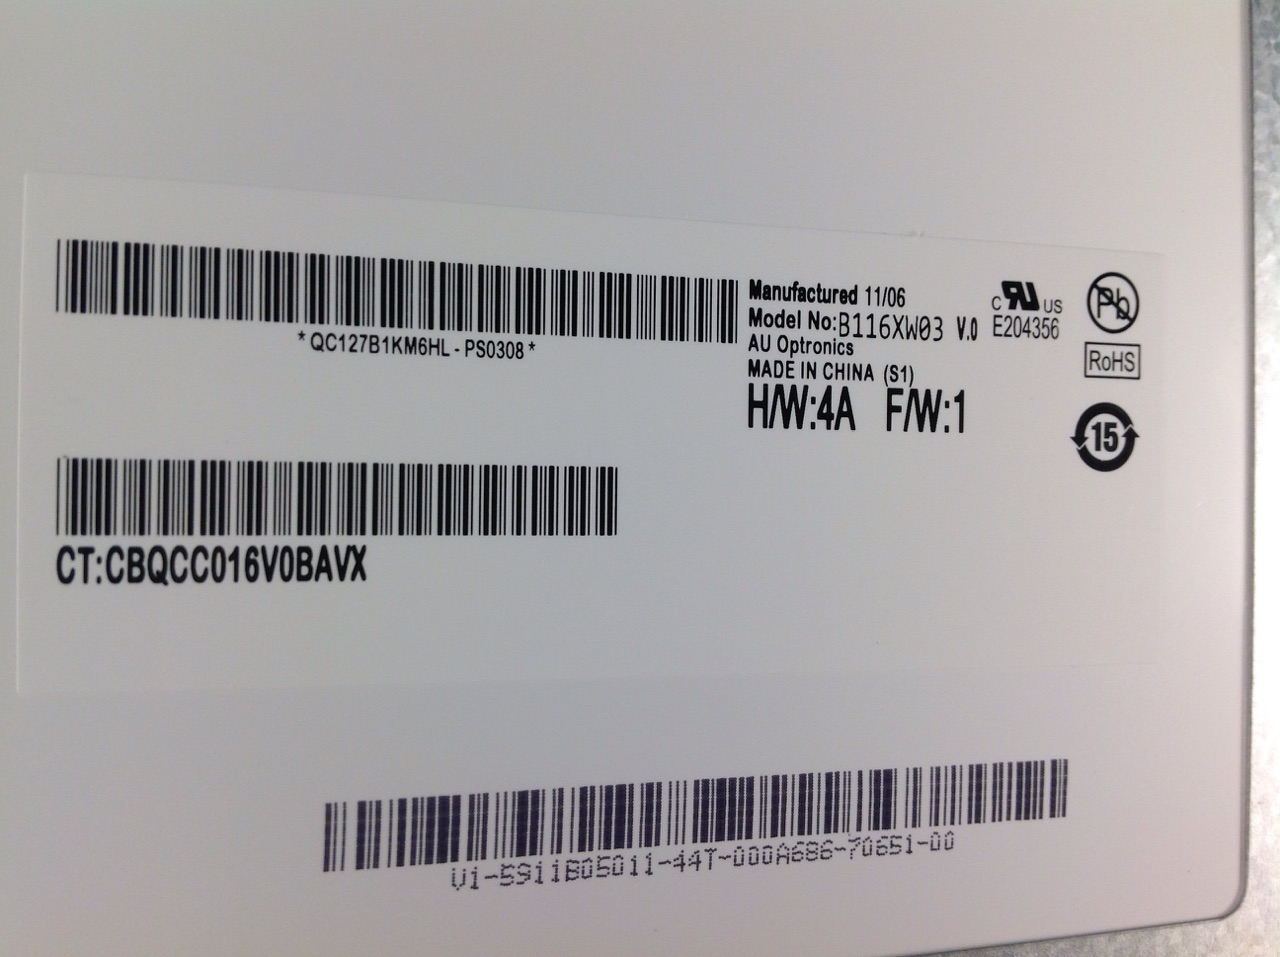 *QC127B1KM6HL-PS0308*
Manufactured 11/06
Model No:B116XW03 V.0
AU Optronics
MADE IN CHINA (S1)
H/W:4A F/W:1
C RU US
E204356
Pb
RoHS
15
CT:CBQCC016V0BAVX
V1-5911B05011-44T-000A686-70651-00